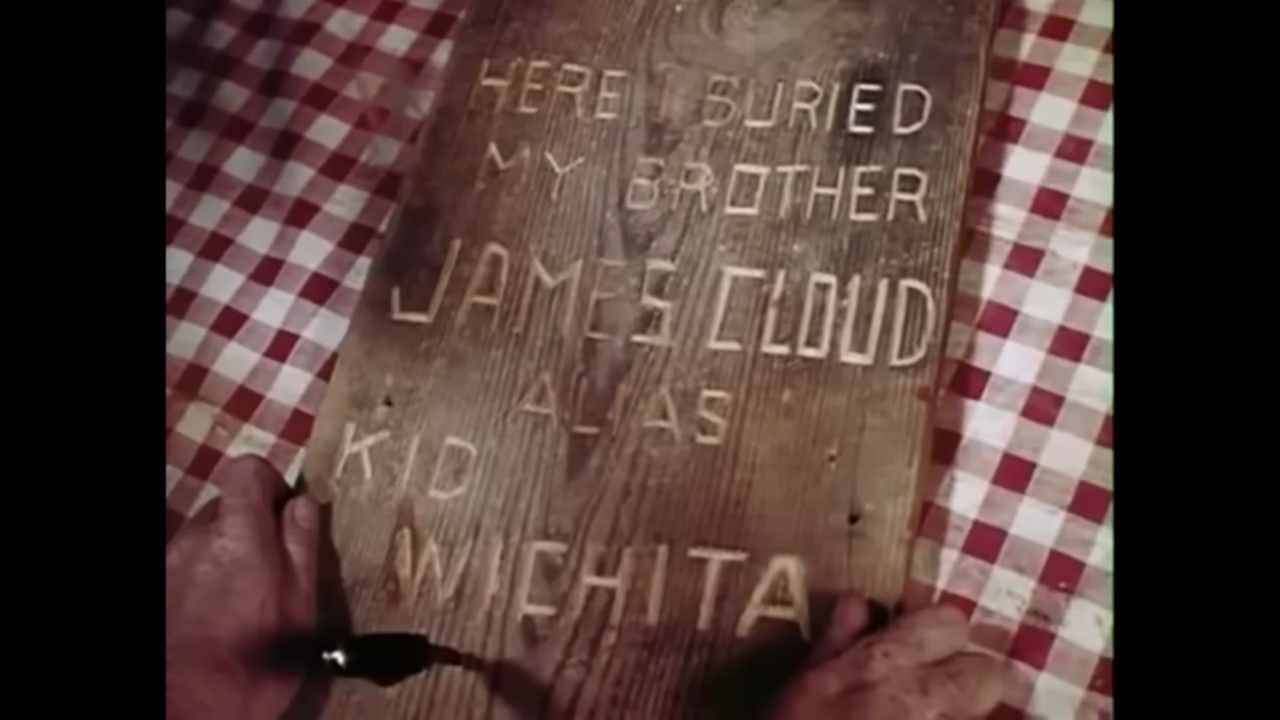 HERE I BURIED
MY BROTHER
JAMES CLOUD
ALIAS
KID
WICHITA